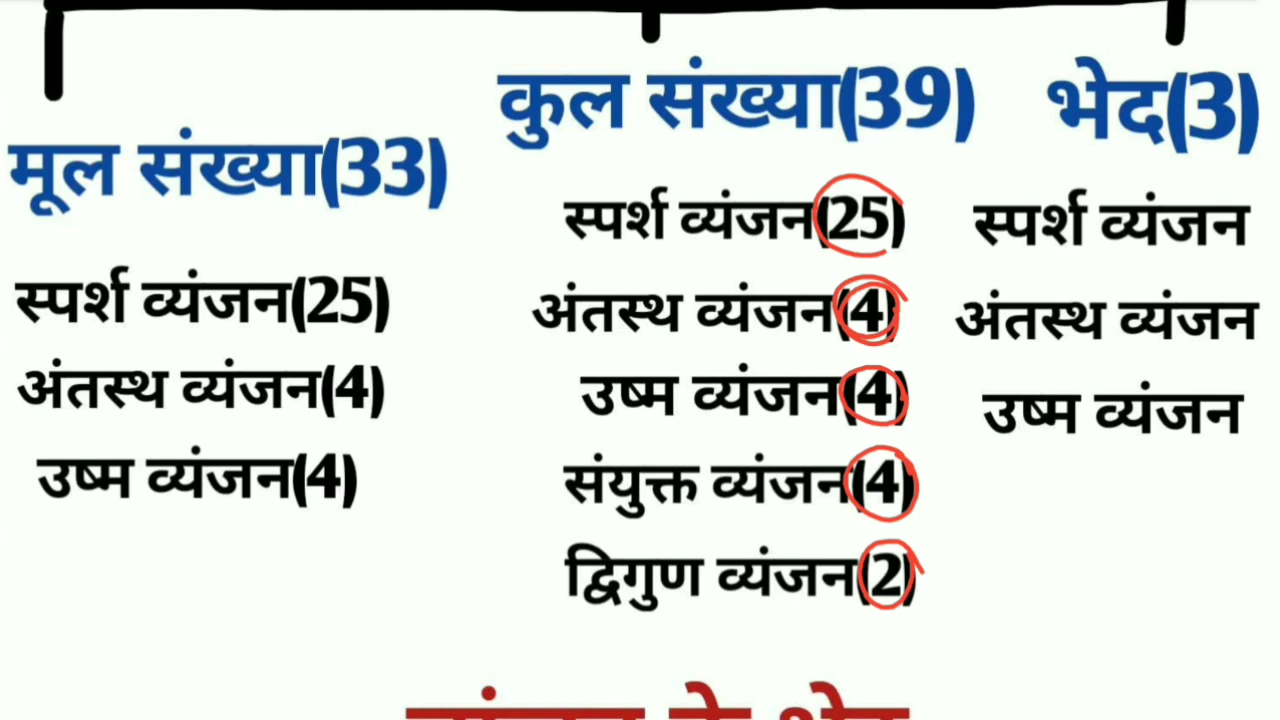 मूल संख्या(33)
स्पर्श व्यंजन(25)
अंतस्थ व्यंजन(4)
उष्म व्यंजन(4)
कुल संख्या(39)
स्पर्श व्यंजन(25)
अंतस्थ व्यंजन(4)
उष्म व्यंजन(4)
संयुक्त व्यंजन(4)
द्विगुण व्यंजन(2)
भेद(3)
स्पर्श व्यंजन
अंतस्थ व्यंजन
उष्म व्यंजन